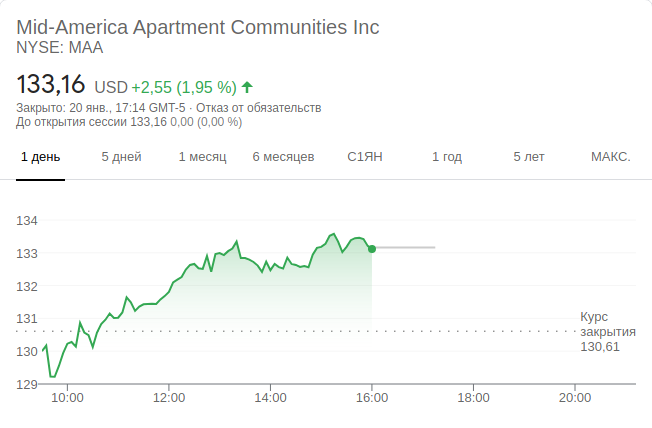 Mid-America Apartment Communities Inc
NYSE: MAA
133,16 USD +2,55 (1,95 %)
Закрыто: 20 янв., 17:14 GMT-5 · Отказ от обязательств
До открытия сессии 133,16 0,00 (0,00 %)
1 день 5 дней 1 месяц 6 месяцев С1ЯН 1 год 5 лет МАКС.
134
133
132
131
130
129
Курс
закрытия
130,61
10:00 12:00 14:00 16:00 18:00 20:00